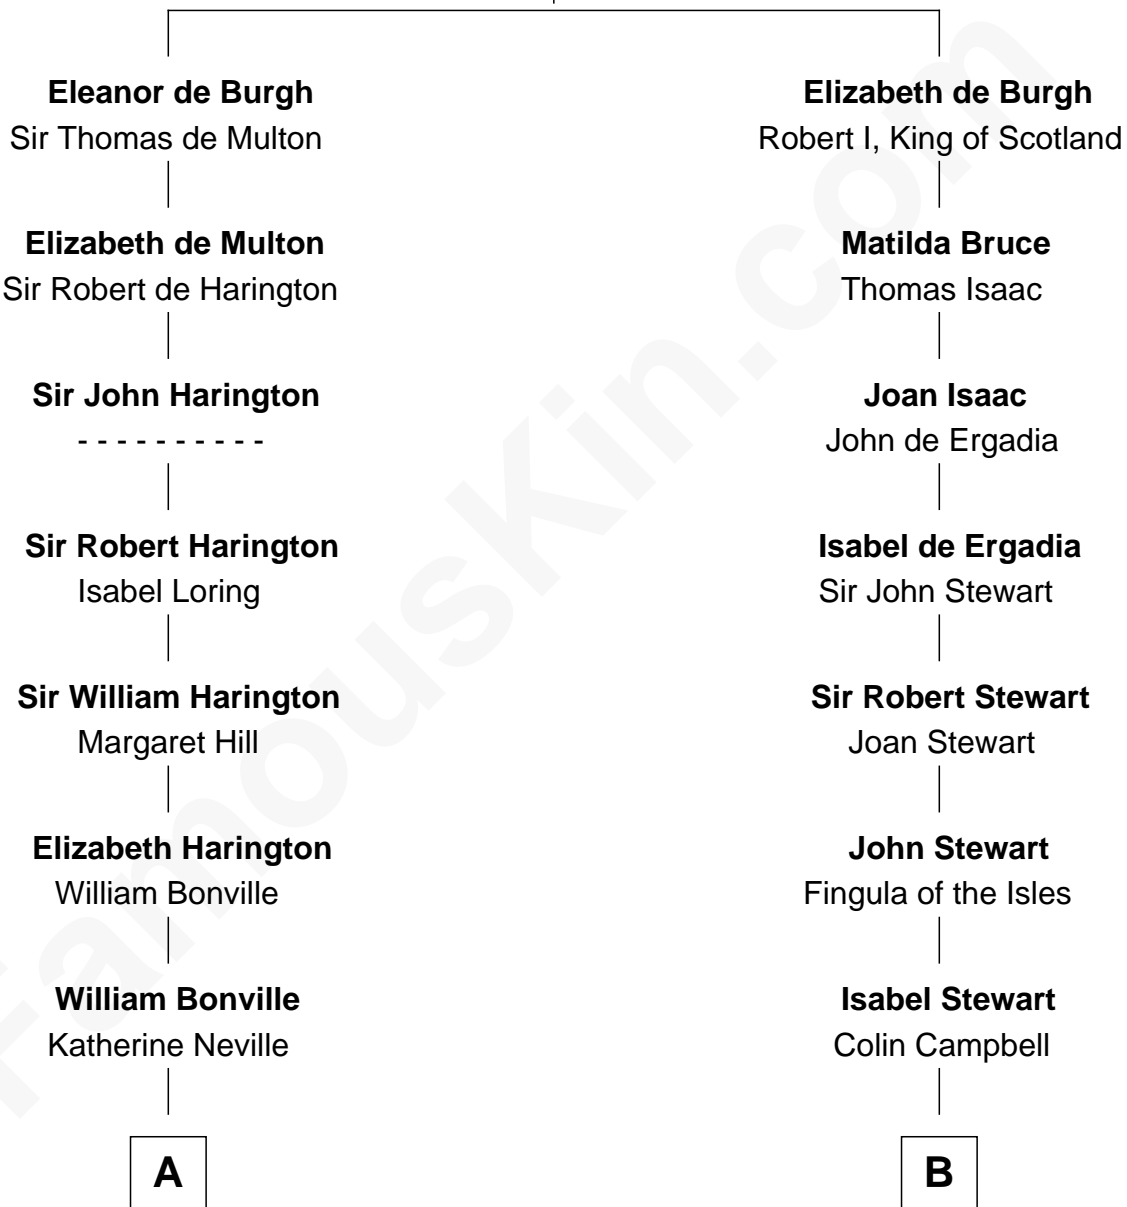 Eleanor de Burgh
Sir Thomas de Multon
Elizabeth de Burgh
Robert I, King of Scotland
Elizabeth de Multon
Sir Robert de Harington
Matilda Bruce
Thomas Isaac
Sir John Harington
- - - - - - - - - -
Joan Isaac
John de Ergadia
Sir Robert Harington
Isabel Loring
Isabel de Ergadia
Sir John Stewart
Sir William Harington
Margaret Hill
Sir Robert Stewart
Joan Stewart
Elizabeth Harington
William Bonville
John Stewart
Fingula of the Isles
William Bonville
Katherine Neville
Isabel Stewart
Colin Campbell
A
B
FamousKin.com